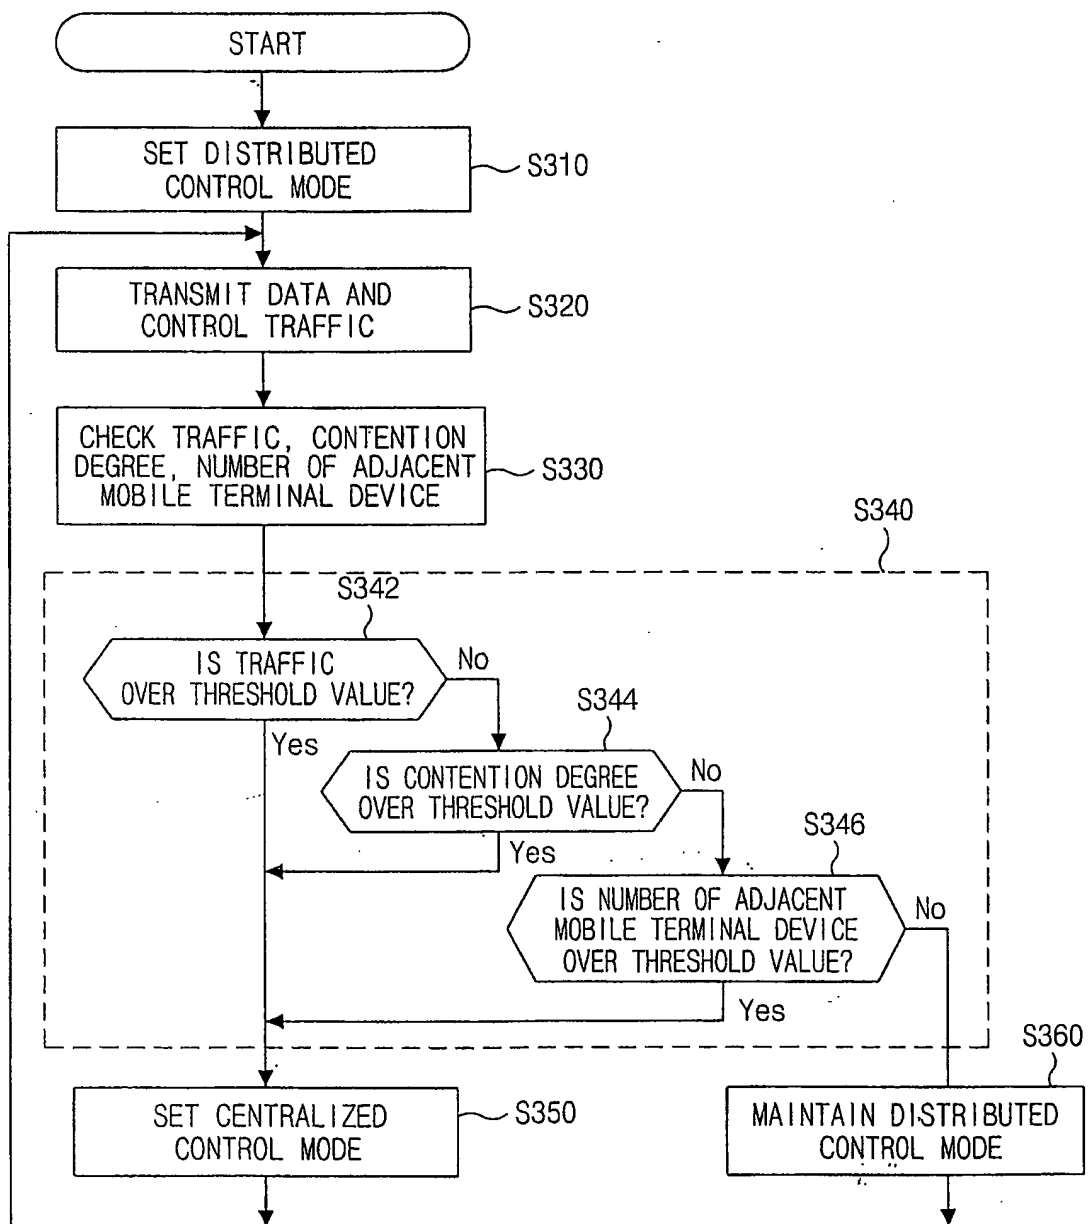 START
SET DISTRIBUTED
CONTROL MODE
S310
TRANSMIT DATA AND
CONTROL TRAFFIC
S320
CHECK TRAFFIC, CONTENTION
DEGREE, NUMBER OF ADJACENT
MOBILE TERMINAL DEVICE
S330
S340
S342
IS TRAFFIC
OVER THRESHOLD VALUE?
No
Yes
S344
IS CONTENTION DEGREE
OVER THRESHOLD VALUE?
No
Yes
S346
IS NUMBER OF ADJACENT
MOBILE TERMINAL DEVICE
OVER THRESHOLD VALUE?
No
Yes
SET CENTRALIZED
CONTROL MODE
S350
S360
MAINTAIN DISTRIBUTED
CONTROL MODE